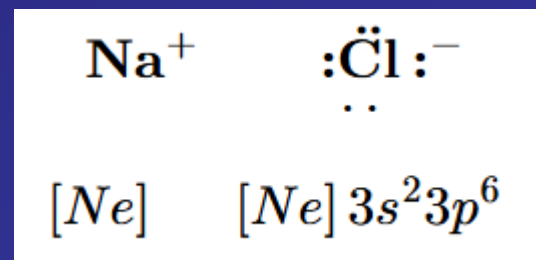 Na⁺ :C̈l:⁻
. .
[Ne] [Ne] 3s²3p⁶